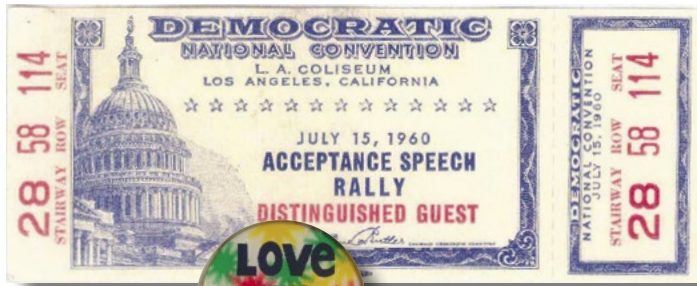 28 STAIRWAY 58 ROW 114 SEAT
DEMOCRATIC
NATIONAL CONVENTION
L. A. COLISEUM
LOS ANGELES, CALIFORNIA
JULY 15, 1960
ACCEPTANCE SPEECH
RALLY
DISTINGUISHED GUEST
LOVe
DEMOCRATIC
NATIONAL CONVENTION
JULY 15, 1960
STAIRWAY ROW SEAT
28 58 114